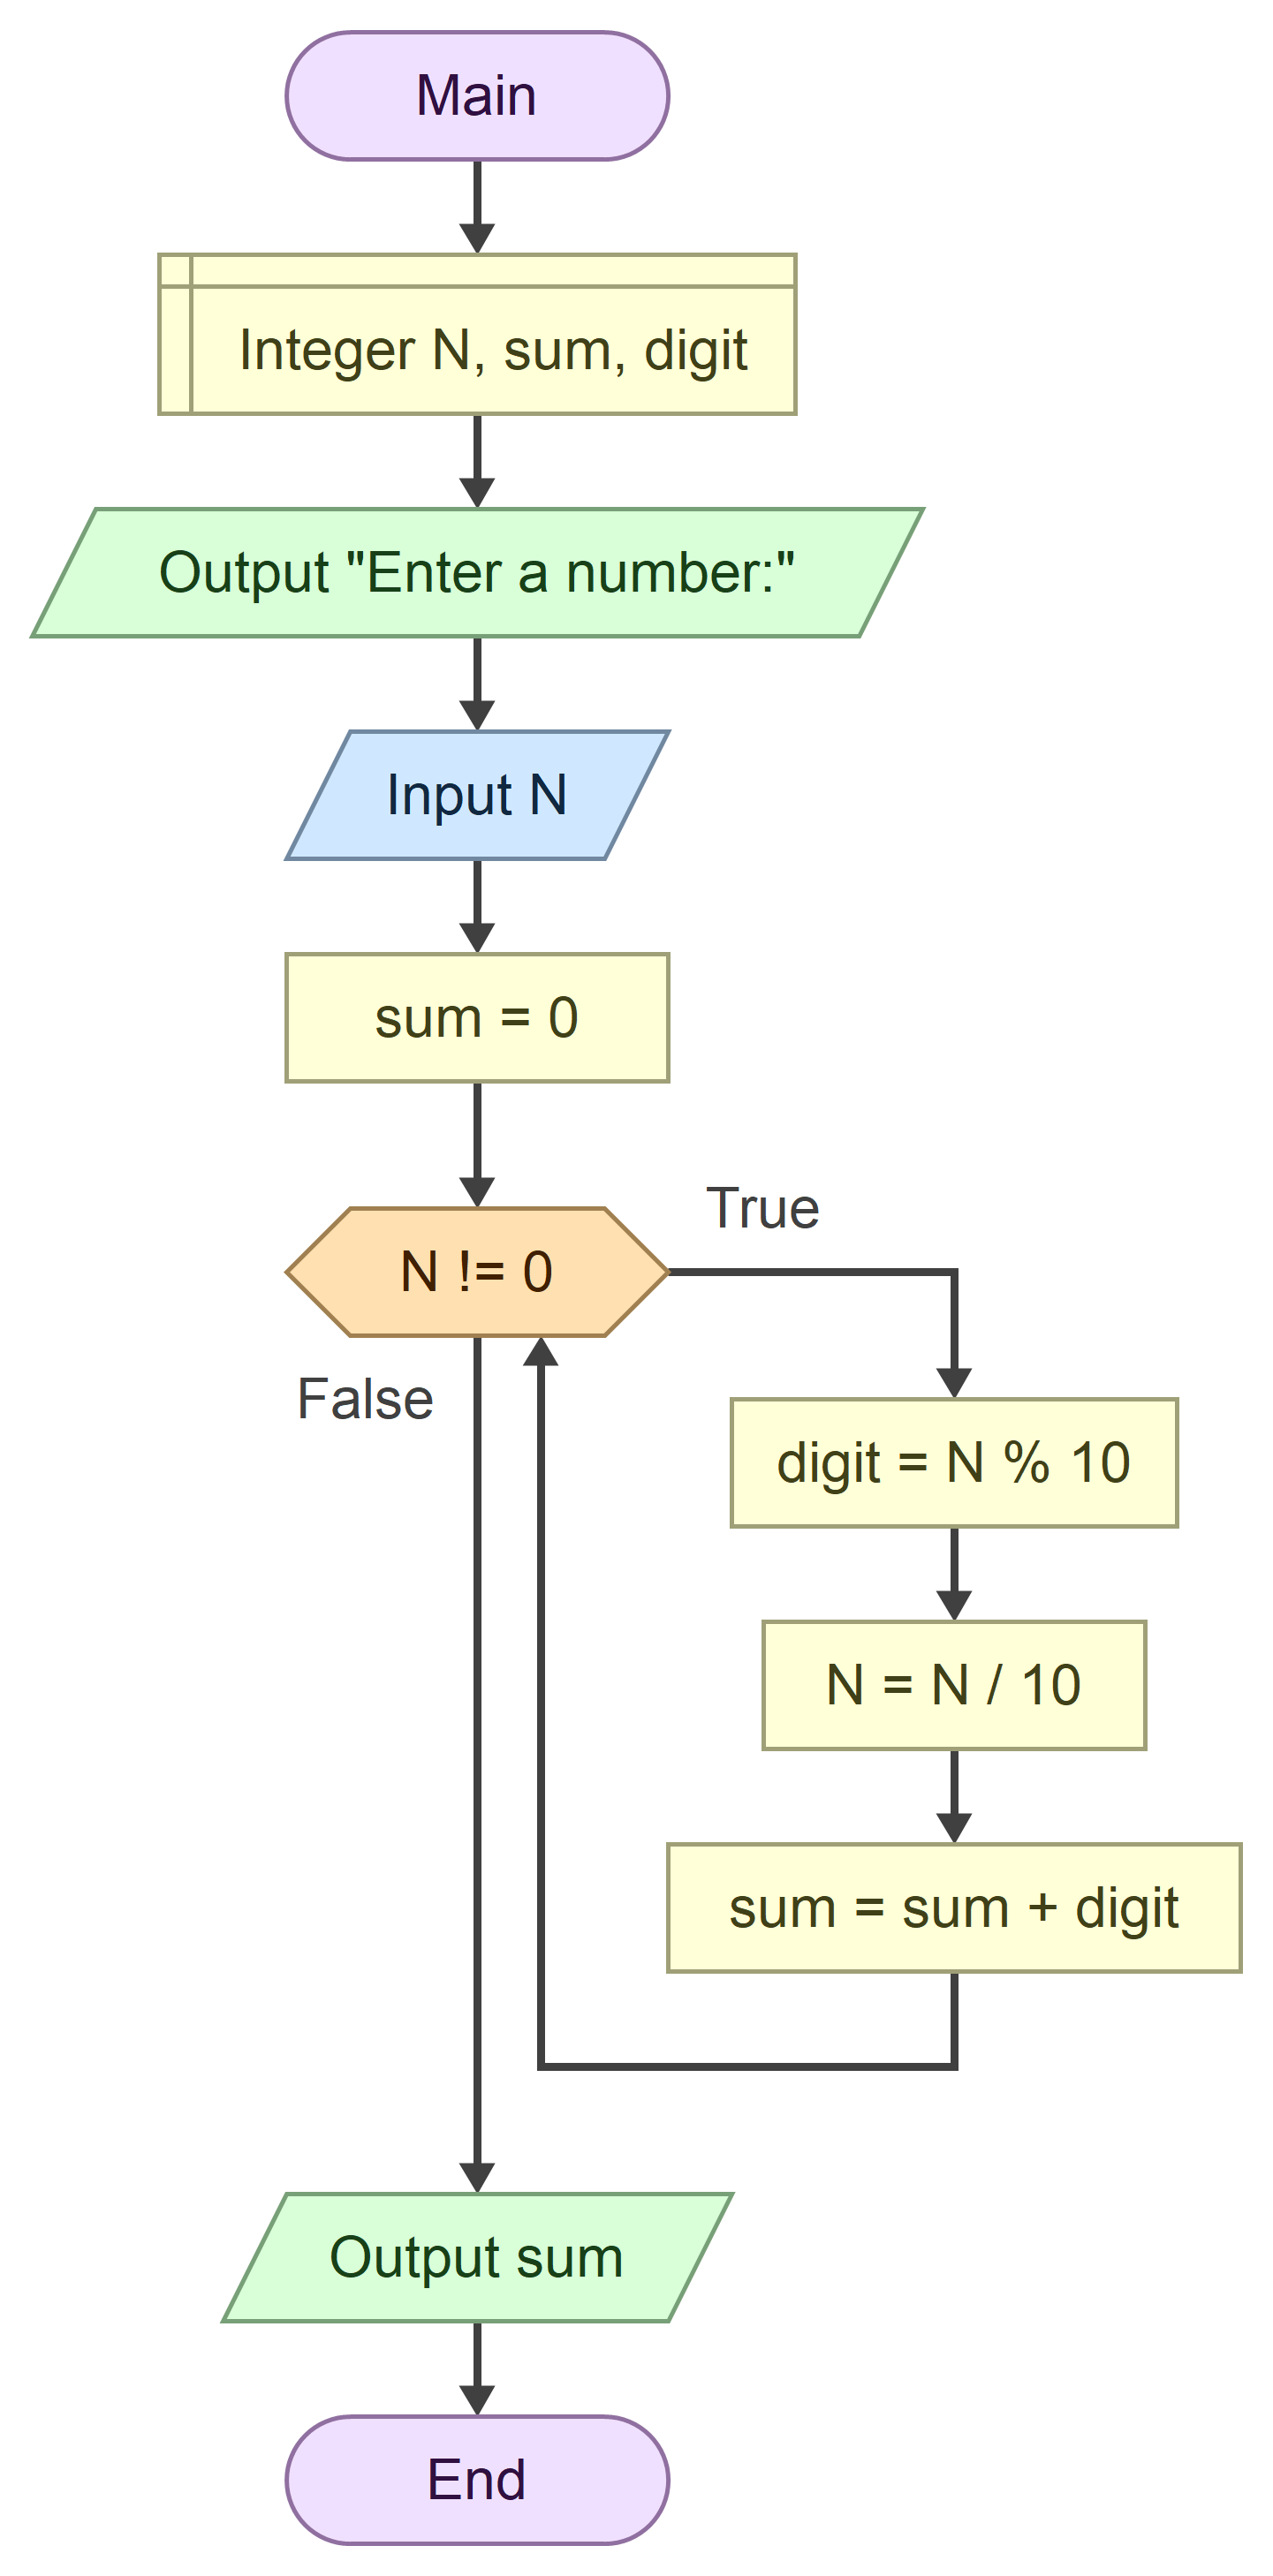 Main
Integer N, sum, digit
Output "Enter a number:"
Input N
sum = 0
N != 0
True
False
digit = N % 10
N = N / 10
sum = sum + digit
Output sum
End